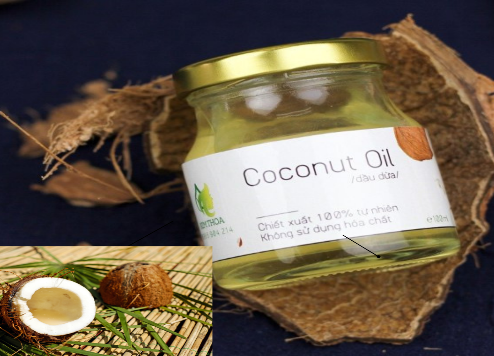 Coconut Oil
/dầu dừa/
Chiết xuất 100% tự nhiên
Không sử dụng hóa chất